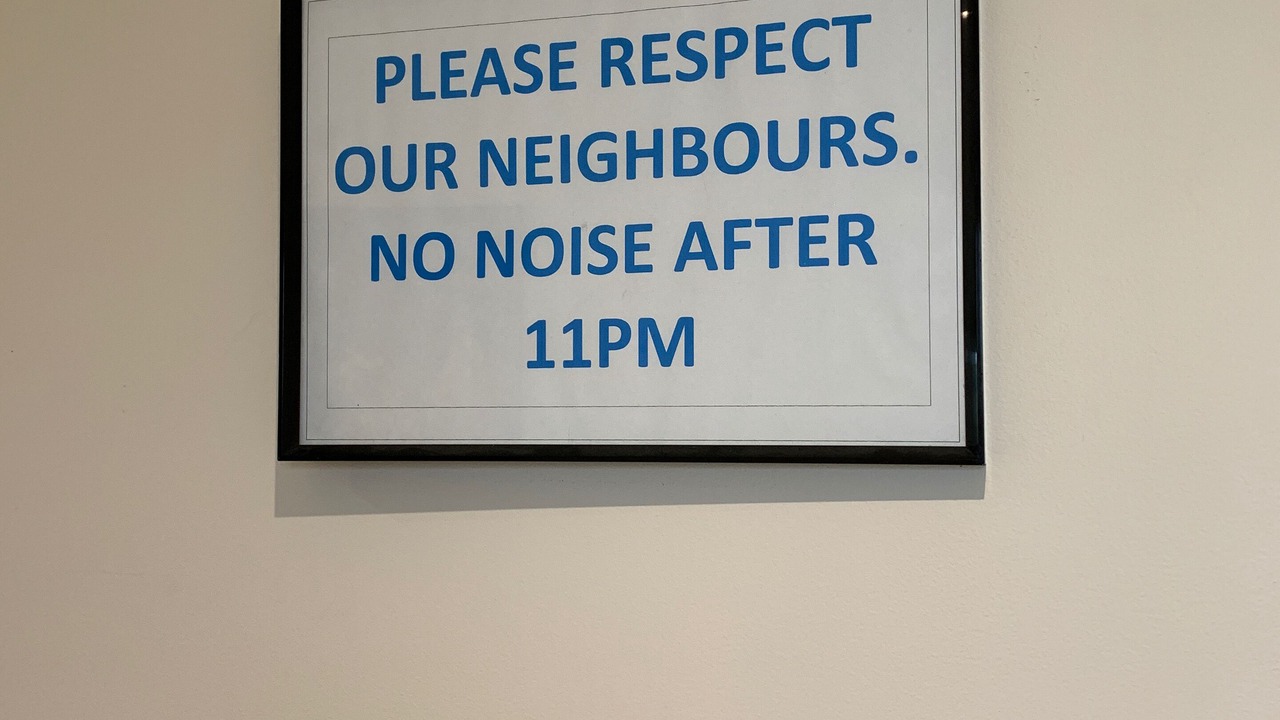 PLEASE RESPECT
OUR NEIGHBOURS.
NO NOISE AFTER
11PM